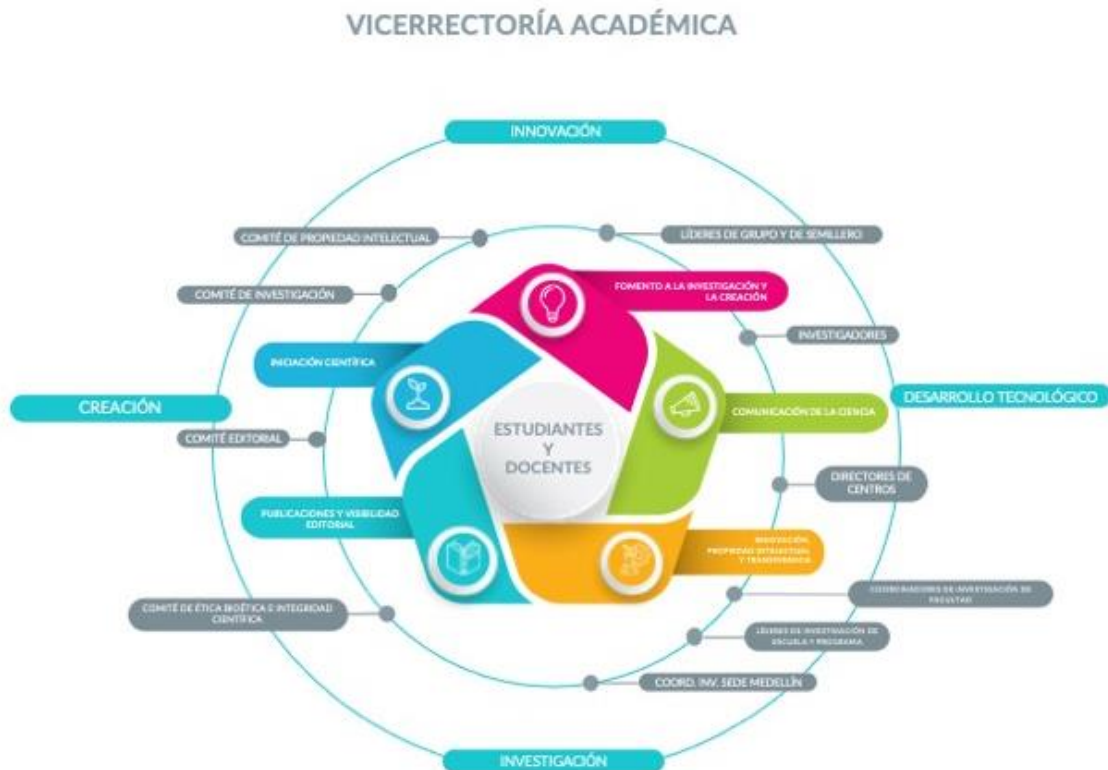 VICERRECTORÍA ACADÉMICA
INNOVACIÓN
COMITÉ DE PROPIEDAD INTELECTUAL
LÍDERES DE GRUPO Y DE SEMILLERO
FOMENTO A LA INVESTIGACIÓN Y
LA CREACIÓN
COMITÉ DE INVESTIGACIÓN
INVESTIGADORES
INICIACIÓN CIENTÍFICA
CREACIÓN
DESARROLLO TECNOLÓGICO
COMUNICACIÓN DE LA CIENCIA
ESTUDIANTES
Y
DOCENTES
COMITÉ EDITORIAL
DIRECTORES DE
CENTROS
PUBLICACIONES Y VISIBILIDAD
EDITORIAL
INNOVACIÓN,
PROPIEDAD INTELECTUAL
Y TRANSFERENCIA
COORDINADORES DE INVESTIGACIÓN DE
FACULTAD
COMITÉ DE ÉTICA BIOÉTICA E INTEGRIDAD
CIENTÍFICA
LÍDERES DE INVESTIGACIÓN DE
ESCUELA Y PROGRAMA
COORD. INV. SEDE MEDELLÍN
INVESTIGACIÓN